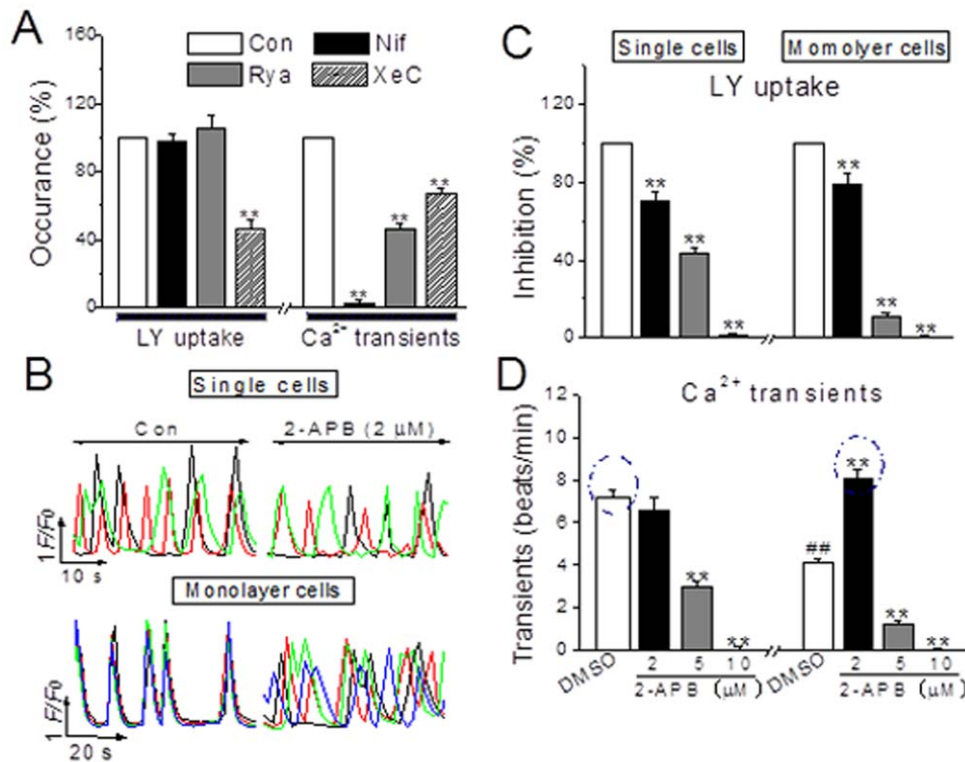 A
Con
Nif
Rya
XeC
Occurance (%)
160
120
80
40
0
**
**
**
**
LY uptake
Ca²⁺ transients
B
Single cells
Con
2-APB (2 μM)
1 F/F0
10 s
Monolayer cells
1 F/F0
20 s
C
Single cells
Momolyer cells
LY uptake
Inhibition (%)
120
80
40
0
**
**
**
**
**
**
D
Ca²⁺ transients
Transients (beats/min)
12
10
8
6
4
2
0
**
**
##
**
**
**
DMSO
2
5
10
2-APB (μM)
DMSO
2
5
10
2-APB (μM)